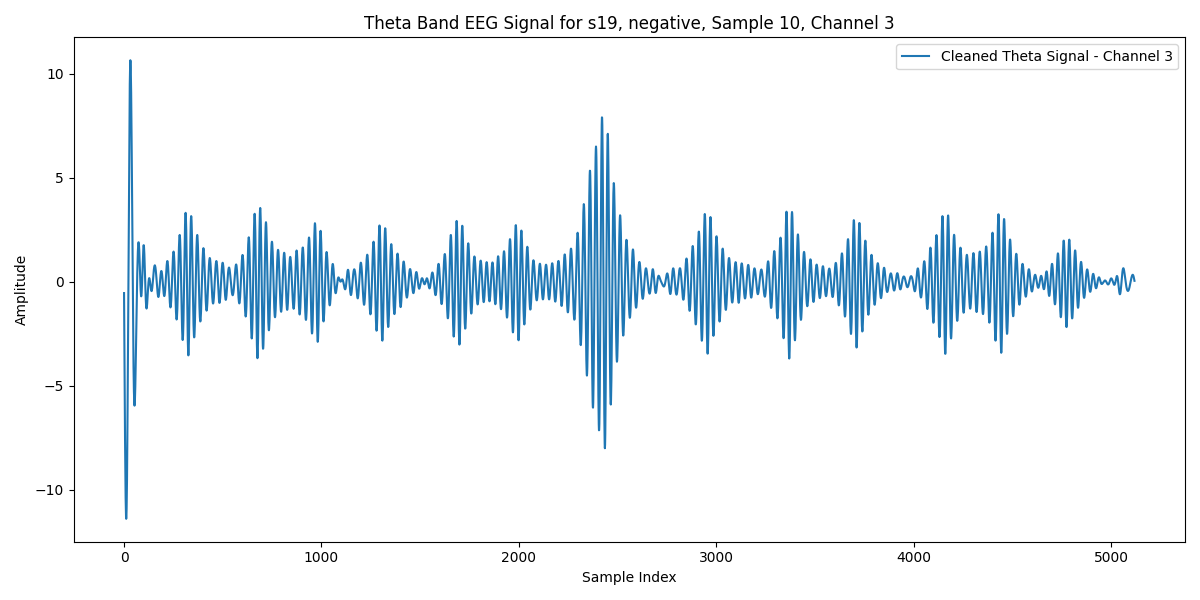 Theta Band EEG Signal for s19, negative, Sample 10, Channel 3
Cleaned Theta Signal - Channel 3
Amplitude
10
5
0
−5
−10
0 1000 2000 3000 4000 5000
Sample Index